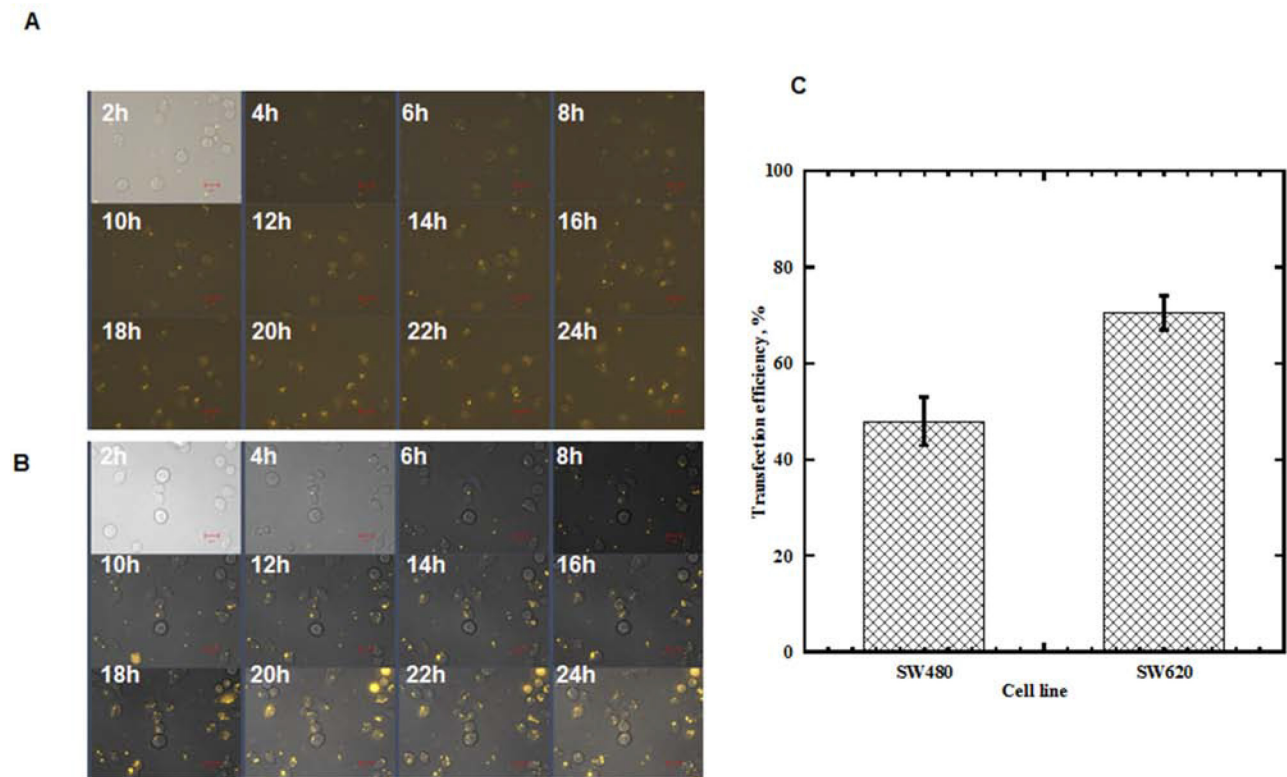 A
2h 4h 6h 8h
10h 12h 14h 16h
18h 20h 22h 24h
B
2h 4h 6h 8h
10h 12h 14h 16h
18h 20h 22h 24h
C
100
80
60
40
20
0
Transfection efficiency, %
SW480 SW620
Cell line